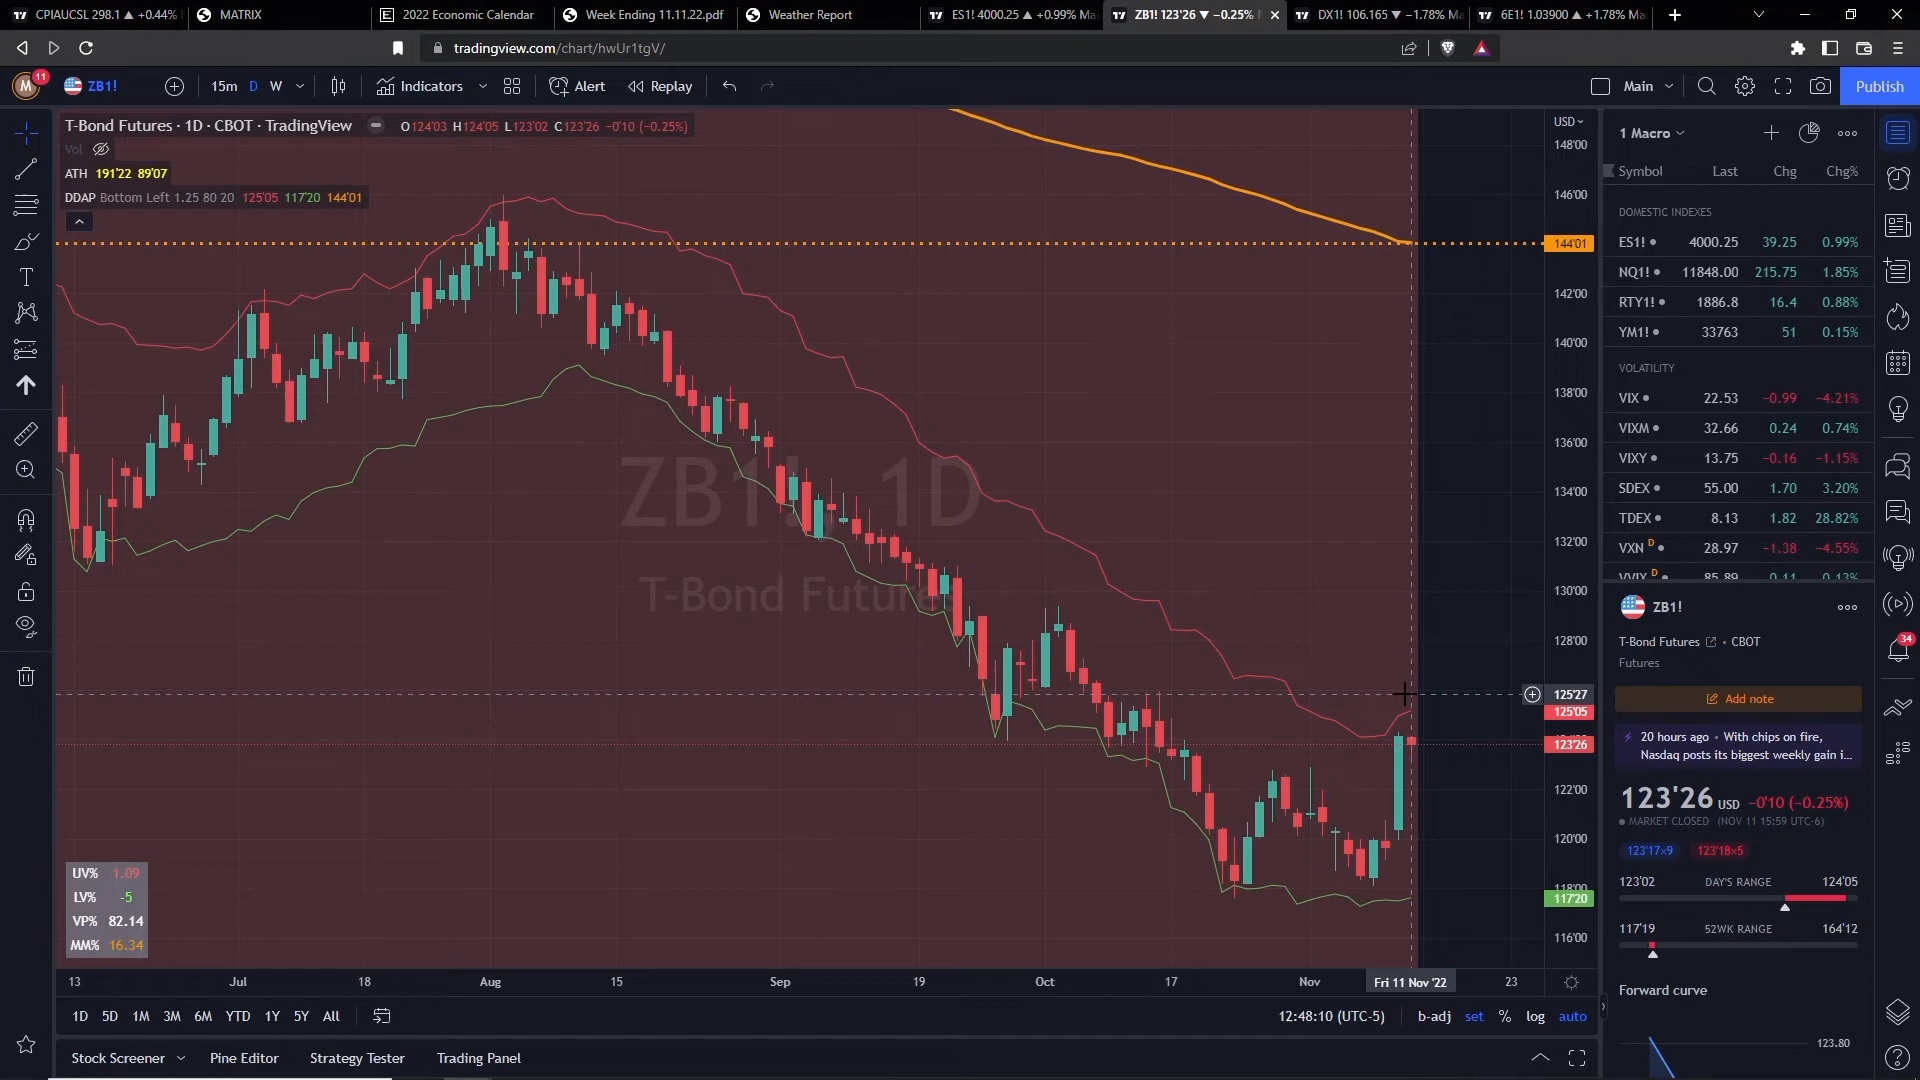 CPIAUCSL 298.1 ▲ +0.44%
MATRIX
2022 Economic Calendar
Week Ending 11.11.22.pdf
Weather Report
ES1! 4000.25 ▲ +0.99% Ma
ZB1! 123'26 ▼ −0.25%
DX1! 106.165 ▼ −1.78% Ma
6E1! 1.03900 ▲ +1.78% Ma
tradingview.com/chart/hwUr1tgV/
M 11
ZB1!
15m D W
Indicators
Alert
Replay
Main
Publish
T-Bond Futures · 1D · CBOT · TradingView
O124'03 H124'05 L123'02 C123'26 −0'10 (−0.25%)
Vol
ATH 191'22 89'07
DDAP Bottom Left 1.25 80 20 125'05 117'20 144'01
ZB1!, 1D
T-Bond Futures
UV% 1.09
LV% -5
VP% 82.14
MM% 16.34
USD
148'00
146'00
144'01
142'00
140'00
138'00
136'00
134'00
132'00
130'00
128'00
125'27
125'05
123'26
122'00
120'00
118'00
117'20
116'00
13 Jul 18 Aug 15 Sep 19 Oct 17 Nov Fri 11 Nov '22 23
1D 5D 1M 3M 6M YTD 1Y 5Y All
12:48:10 (UTC-5) b-adj set % log auto
Stock Screener Pine Editor Strategy Tester Trading Panel
1 Macro
Symbol Last Chg Chg%
DOMESTIC INDEXES
ES1! 4000.25 39.25 0.99%
NQ1! 11848.00 215.75 1.85%
RTY1! 1886.8 16.4 0.88%
YM1! 33763 51 0.15%
VOLATILITY
VIX 22.53 −0.99 −4.21%
VIXM 32.66 0.24 0.74%
VIXY 13.75 −0.16 −1.15%
SDEX 55.00 1.70 3.20%
TDEX 8.13 1.82 28.82%
VXN D 28.97 −1.38 −4.55%
VVIX D 85.89 0.11 0.13%
ZB1!
T-Bond Futures • CBOT
Futures
Add note
20 hours ago • With chips on fire,
Nasdaq posts its biggest weekly gain i...
123'26 USD −0'10 (−0.25%)
MARKET CLOSED (NOV 11 15:59 UTC-6)
123'17×9 123'18×5
123'02 DAY'S RANGE 124'05
117'19 52WK RANGE 164'12
Forward curve
123.80
34